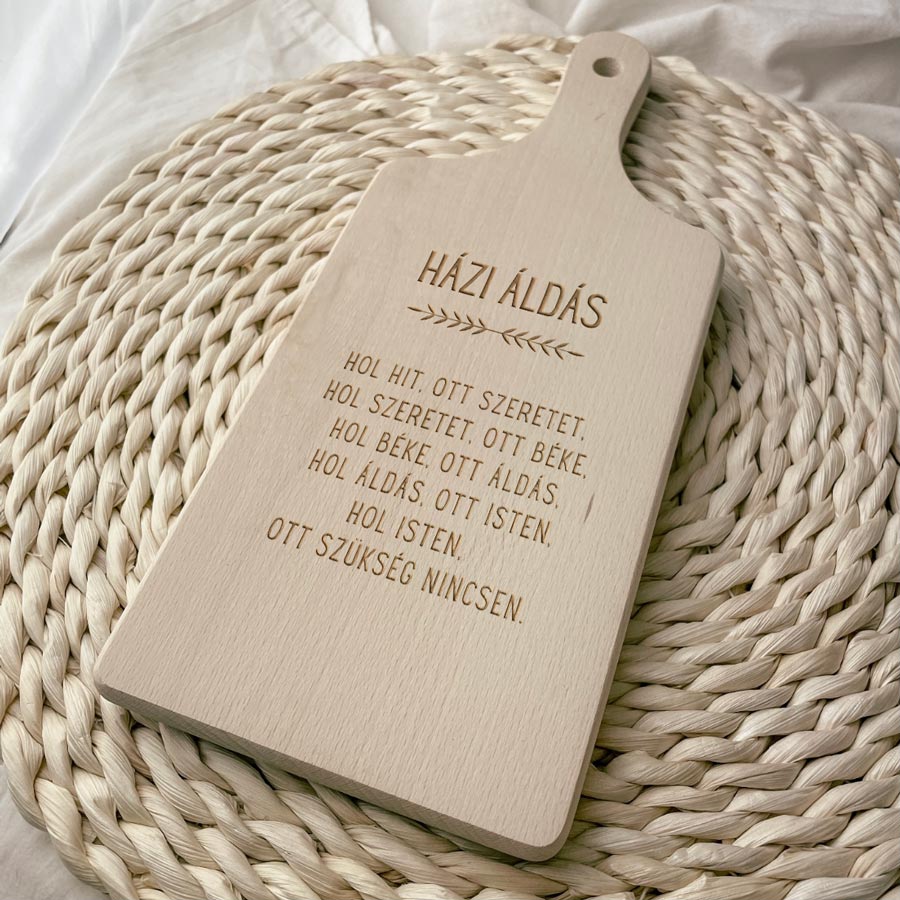 HÁZI ÁLDÁS
HOL HIT, OTT SZERETET,
HOL SZERETET, OTT BÉKE,
HOL BÉKE, OTT ÁLDÁS,
HOL ÁLDÁS, OTT ISTEN,
HOL ISTEN,
OTT SZÜKSÉG NINCSEN.